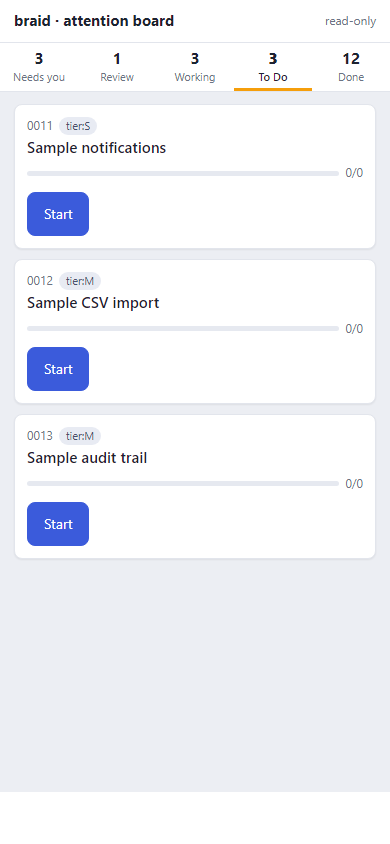 braid · attention board read-only
3 1 3 3 12
Needs you Review Working To Do Done
0011 tier:S
Sample notifications
0/0
Start
0012 tier:M
Sample CSV import
0/0
Start
0013 tier:M
Sample audit trail
0/0
Start